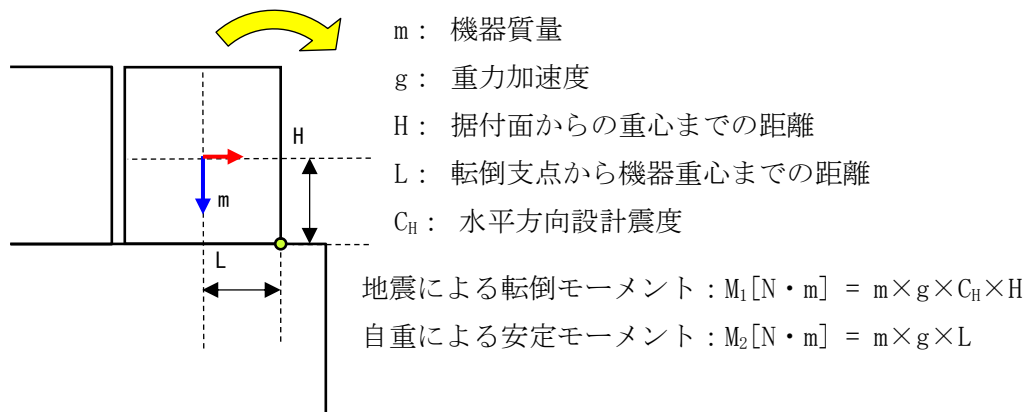 m： 機器質量
g： 重力加速度
H： 据付面からの重心までの距離
L： 転倒支点から機器重心までの距離
C_H： 水平方向設計震度
H
m
L
地震による転倒モーメント：M₁[N・m] = m×g×C_H×H
自重による安定モーメント：M₂[N・m] = m×g×L